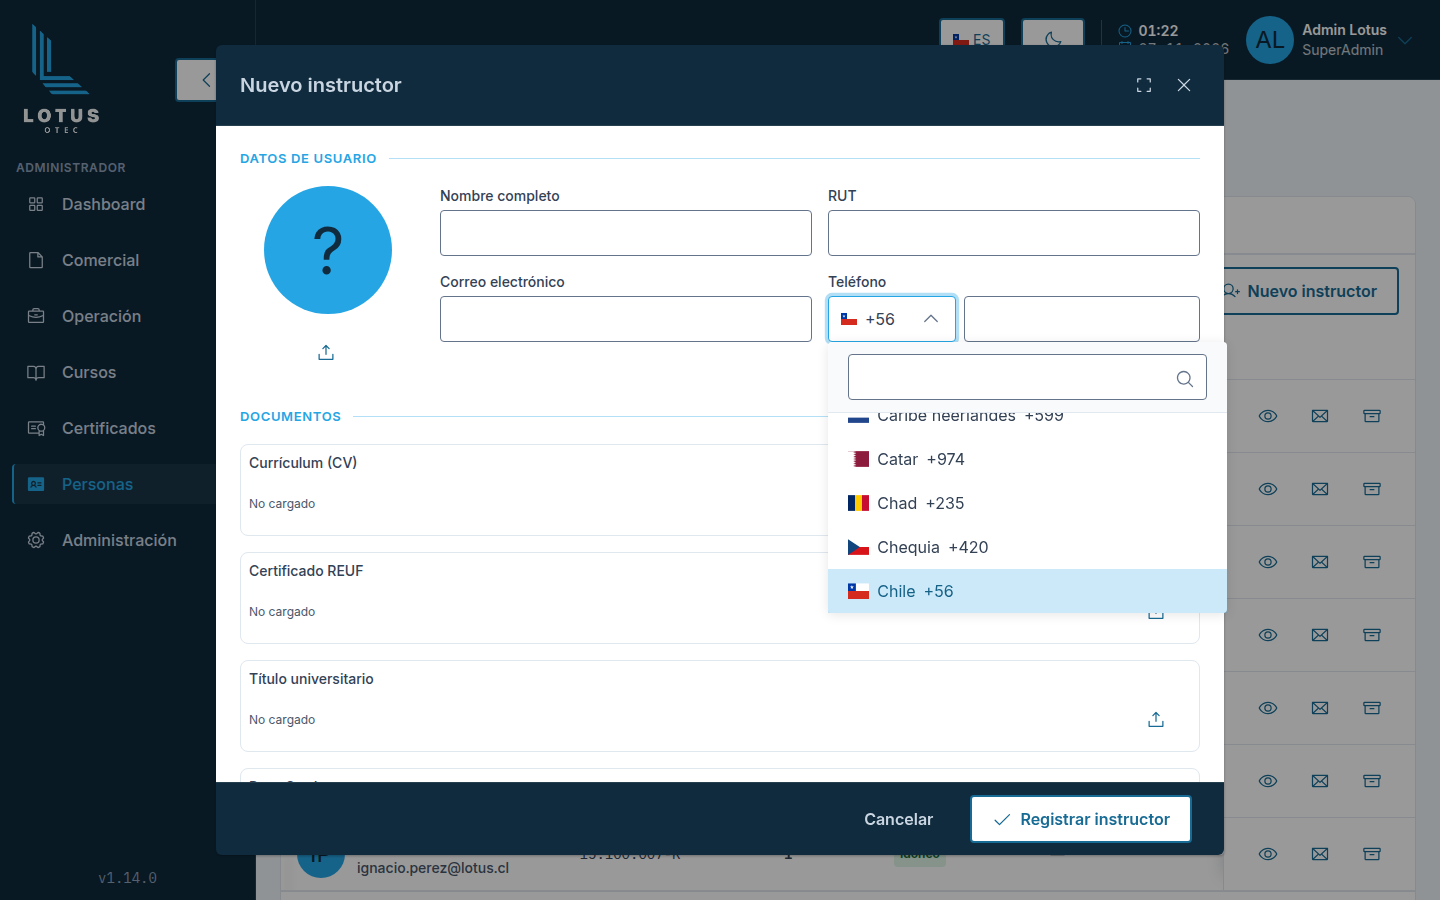 LOTUS
OTEC
ADMINISTRADOR
Dashboard
Comercial
Operación
Cursos
Certificados
Personas
Administración
v1.14.0
ES
01:22
Admin Lotus
SuperAdmin
AL
Nuevo instructor
DATOS DE USUARIO
?
Nombre completo
RUT
Correo electrónico
Teléfono
+56
Caribe neerlandés +599
Catar +974
Chad +235
Chequia +420
Chile +56
DOCUMENTOS
Currículum (CV)
No cargado
Certificado REUF
No cargado
Título universitario
No cargado
Cancelar
Registrar instructor
Nuevo instructor
ignacio.perez@lotus.cl